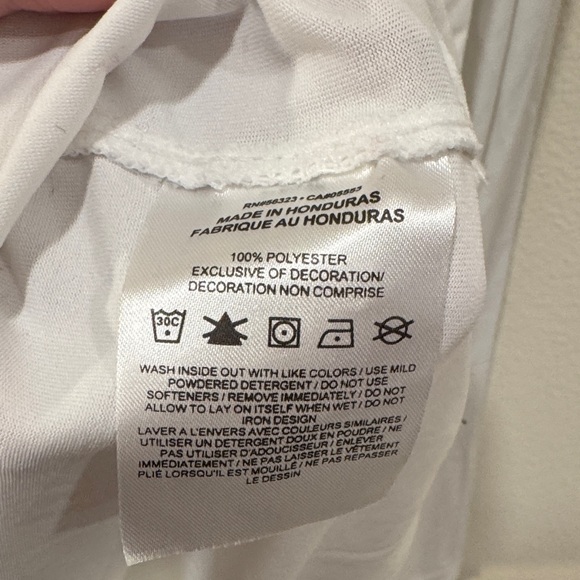 RN#56323 • CA#05553
MADE IN HONDURAS
FABRIQUE AU HONDURAS
100% POLYESTER
EXCLUSIVE OF DECORATION/
DECORATION NON COMPRISE
30C
WASH INSIDE OUT WITH LIKE COLORS / USE MILD
POWDERED DETERGENT / DO NOT USE
SOFTENERS / REMOVE IMMEDIATELY / DO NOT
ALLOW TO LAY ON ITSELF WHEN WET / DO NOT
IRON DESIGN
LAVER A L'ENVERS AVEC COULEURS SIMILAIRES /
UTILISER UN DETERGENT DOUX EN POUDRE / NE
PAS UTILISER D'ADOUCISSEUR / ENLEVER
IMMEDIATEMENT / NE PAS LAISSER LE VÊTEMENT
PLIÉ LORSQU'IL EST MOUILLÉ / NE PAS REPASSER
LE DESSIN